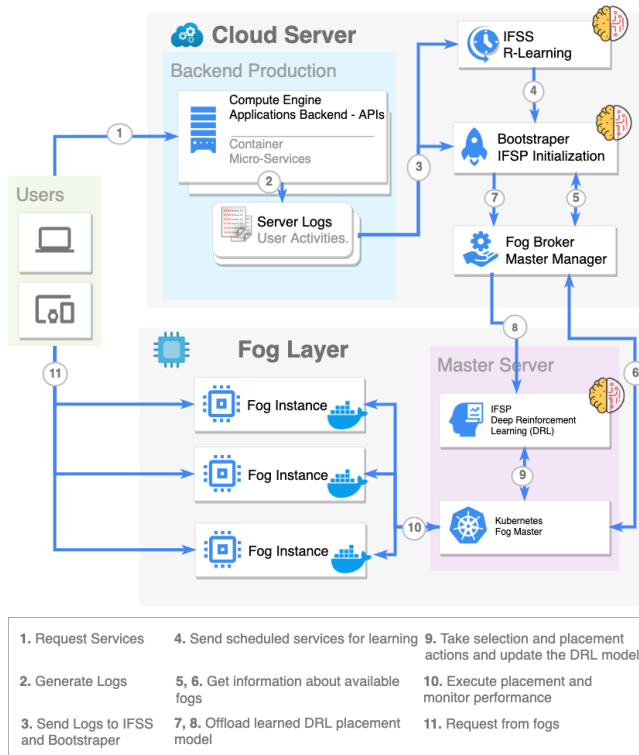 Cloud Server
IFSS
R-Learning
Backend Production
Compute Engine
Applications Backend - APIs
Container
Micro-Services
4
1
Bootstraper
IFSP Initialization
3
2
Users
7
5
Server Logs
User Activities.
Fog Broker
Master Manager
8
Fog Layer
Master Server
11
6
Fog Instance
IFSP
Deep Reinforcement
Learning (DRL)
Fog Instance
9
10
Kubernetes
Fog Master
Fog Instance
1. Request Services
2. Generate Logs
3. Send Logs to IFSS
and Bootstraper
4. Send scheduled services for learning
5, 6. Get information about available
fogs
7, 8. Offload learned DRL placement
model
9. Take selection and placement
actions and update the DRL model
10. Execute placement and
monitor performance
11. Request from fogs